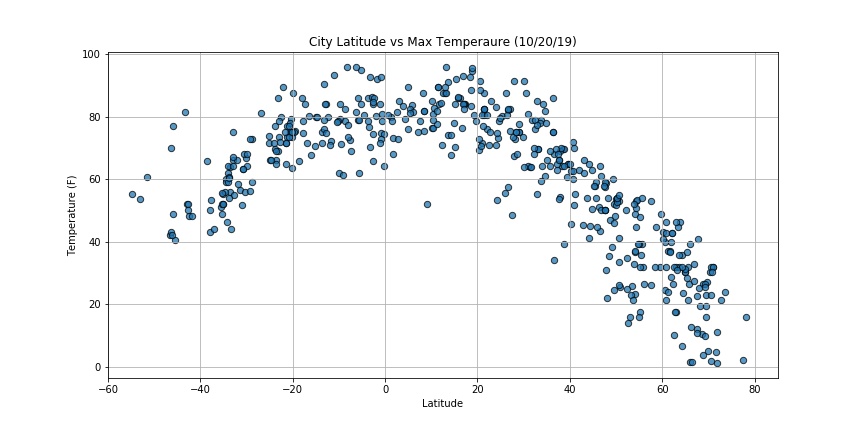 City Latitude vs Max Temperaure (10/20/19)
100
80
60
40
20
0
Temperature (F)
−60 −40 −20 0 20 40 60 80
Latitude